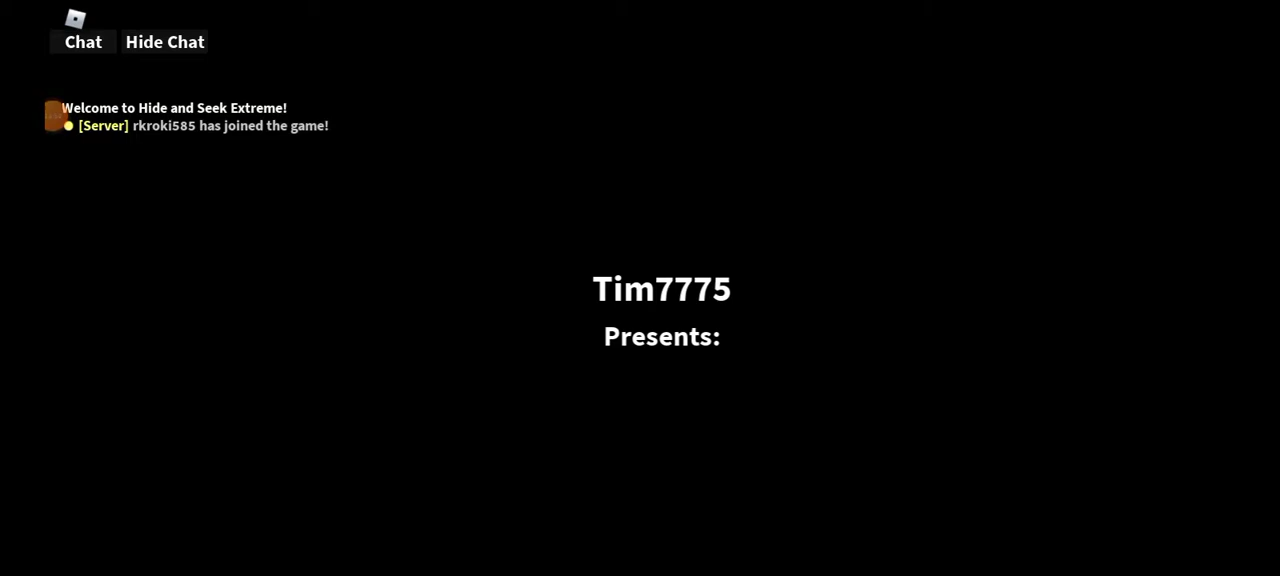 Chat Hide Chat
Welcome to Hide and Seek Extreme!
[Server] rkroki585 has joined the game!
Tim7775
Presents: